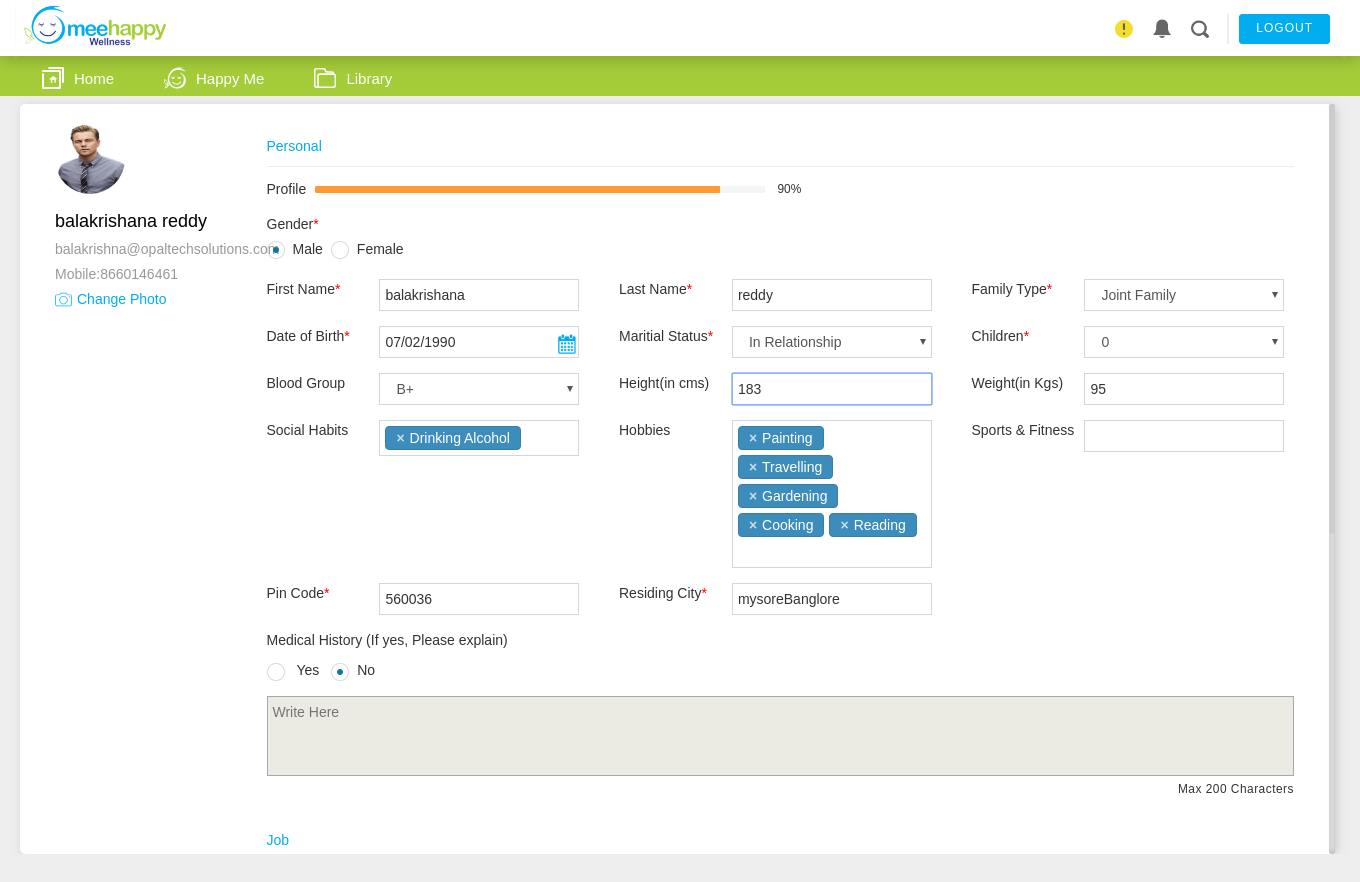 meehappy
Wellness
LOGOUT
Home Happy Me Library
Personal
Profile 90%
balakrishana reddy
balakrishna@opaltechsolutions.com
Mobile:8660146461
Change Photo
Gender*
Male Female
First Name* balakrishana Last Name* reddy Family Type* Joint Family
Date of Birth* 07/02/1990 Maritial Status* In Relationship Children* 0
Blood Group B+ Height(in cms) 183 Weight(in Kgs) 95
Social Habits × Drinking Alcohol Hobbies × Painting Sports & Fitness
× Travelling
× Gardening
× Cooking × Reading
Pin Code* 560036 Residing City* mysoreBanglore
Medical History (If yes, Please explain)
Yes No
Write Here
Max 200 Characters
Job